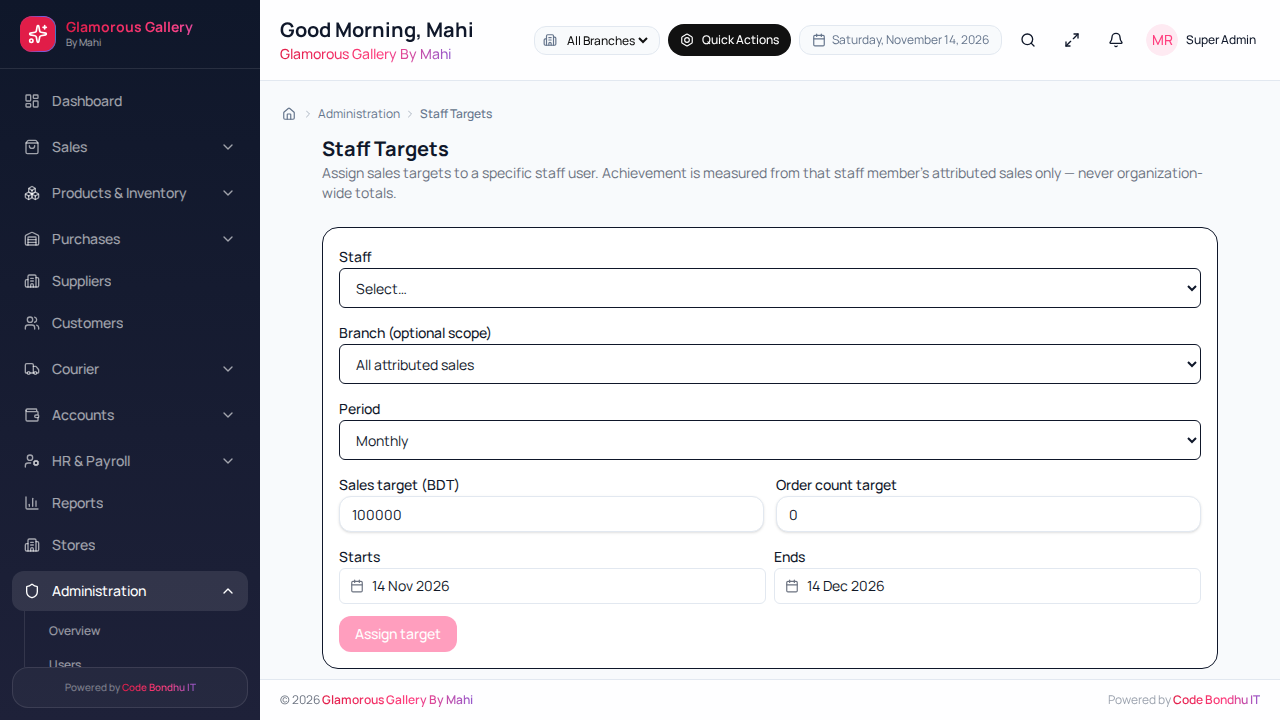 Glamorous Gallery
By Mahi
Dashboard
Sales
Products & Inventory
Purchases
Suppliers
Customers
Courier
Accounts
HR & Payroll
Reports
Stores
Administration
Overview
Users
Powered by Code Bondhu IT
Good Morning, Mahi
Glamorous Gallery By Mahi
All Branches
Quick Actions
Saturday, November 14, 2026
MR
Super Admin
Administration
Staff Targets
Staff Targets
Assign sales targets to a specific staff user. Achievement is measured from that staff member's attributed sales only — never organization-
wide totals.
Staff
Select...
Branch (optional scope)
All attributed sales
Period
Monthly
Sales target (BDT)
Order count target
100000
0
Starts
Ends
14 Nov 2026
14 Dec 2026
Assign target
© 2026 Glamorous Gallery By Mahi
Powered by Code Bondhu IT